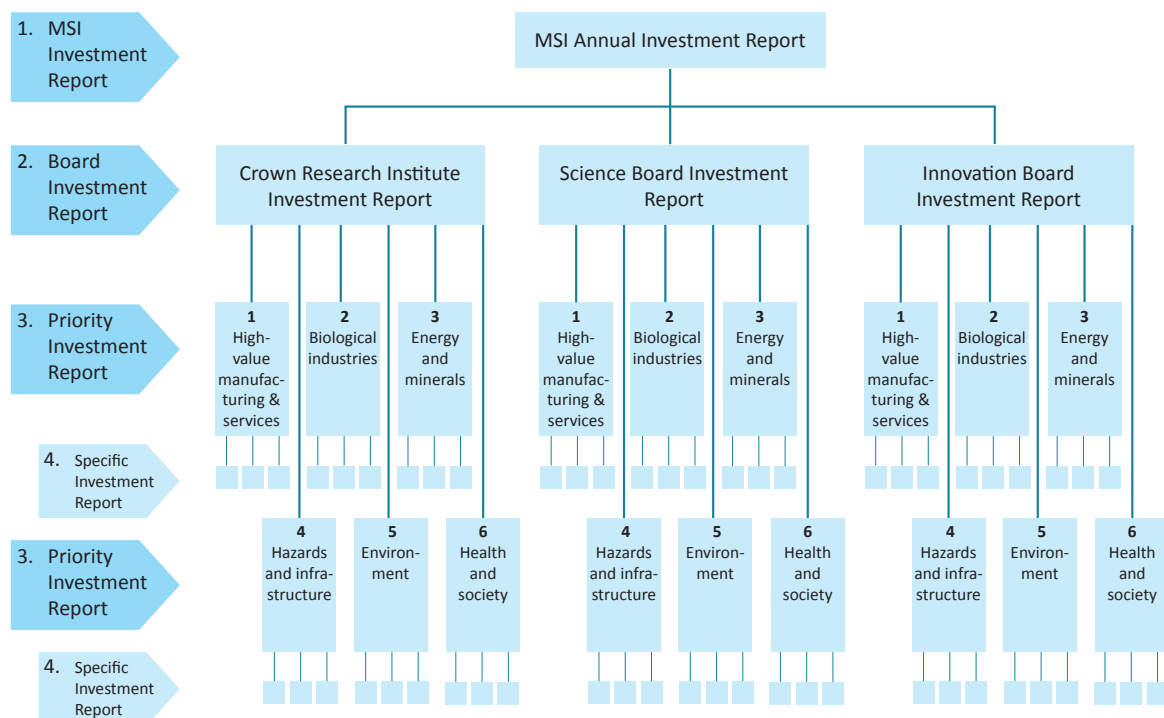 1. MSI
Investment
Report
MSI Annual Investment Report
2. Board
Investment
Report
Crown Research Institute
Investment Report
Science Board Investment
Report
Innovation Board
Investment Report
3. Priority
Investment
Report
1
High-
value
manufac-
turing &
services
2
Biological
industries
3
Energy
and
minerals
1
High-
value
manufac-
turing &
services
2
Biological
industries
3
Energy
and
minerals
1
High-
value
manufac-
turing &
services
2
Biological
industries
3
Energy
and
minerals
4. Specific
Investment
Report
3. Priority
Investment
Report
4
Hazards
and infra-
structure
5
Environ-
ment
6
Health
and
society
4
Hazards
and infra-
structure
5
Environ-
ment
6
Health
and
society
4
Hazards
and infra-
structure
5
Environ-
ment
6
Health
and
society
4. Specific
Investment
Report